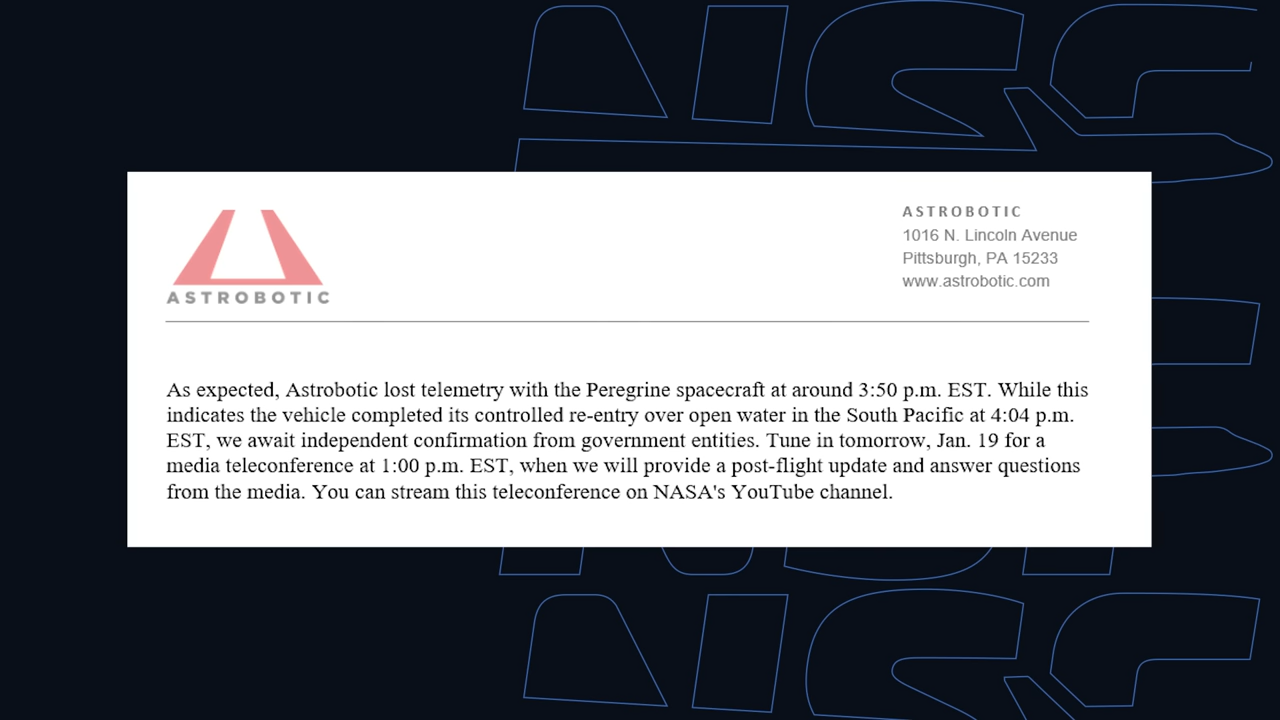 ASTROBOTIC
ASTROBOTIC
1016 N. Lincoln Avenue
Pittsburgh, PA 15233
www.astrobotic.com
As expected, Astrobotic lost telemetry with the Peregrine spacecraft at around 3:50 p.m. EST. While this
indicates the vehicle completed its controlled re-entry over open water in the South Pacific at 4:04 p.m.
EST, we await independent confirmation from government entities. Tune in tomorrow, Jan. 19 for a
media teleconference at 1:00 p.m. EST, when we will provide a post-flight update and answer questions
from the media. You can stream this teleconference on NASA's YouTube channel.